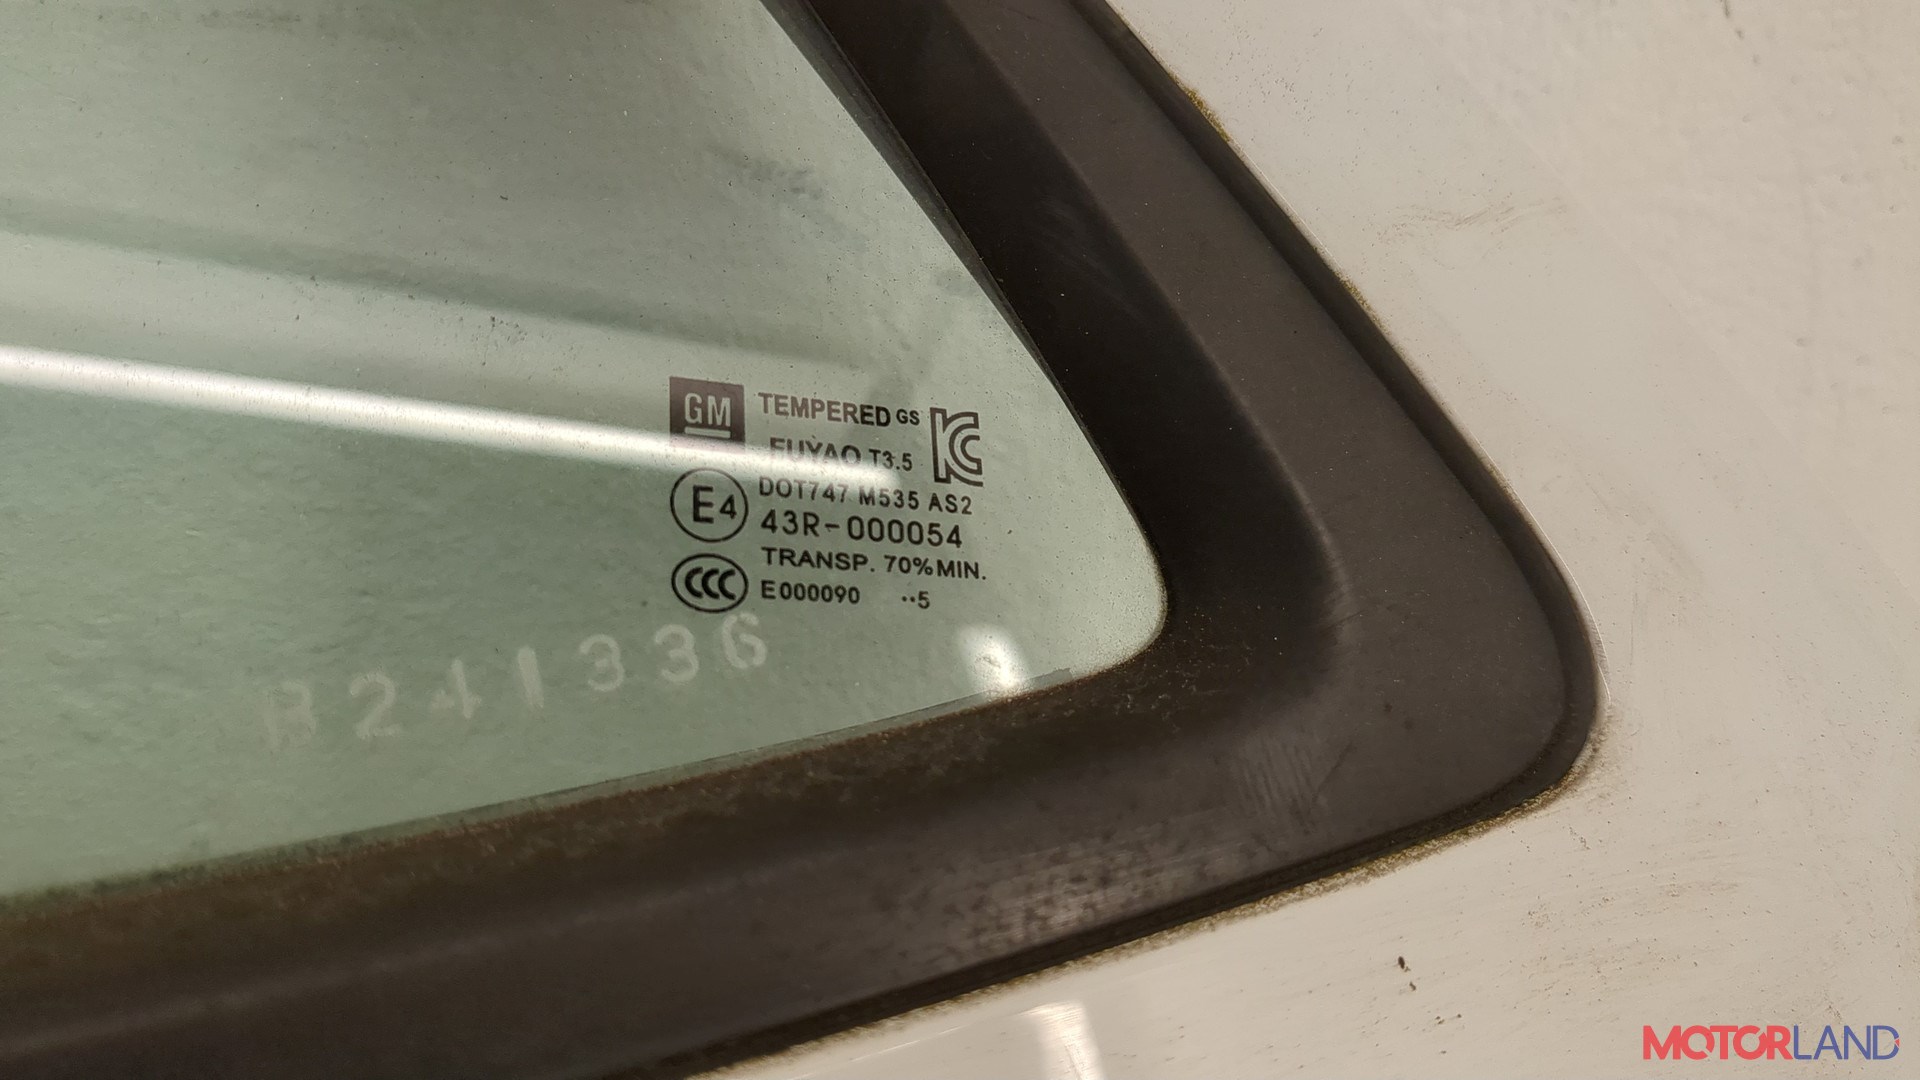 GM TEMPERED GS
FUYAO T3.5
DOT747 M535 AS2
E4 43R-000054
TRANSP. 70% MIN.
CCC E000090 ··5
B241336
MOTORLAND